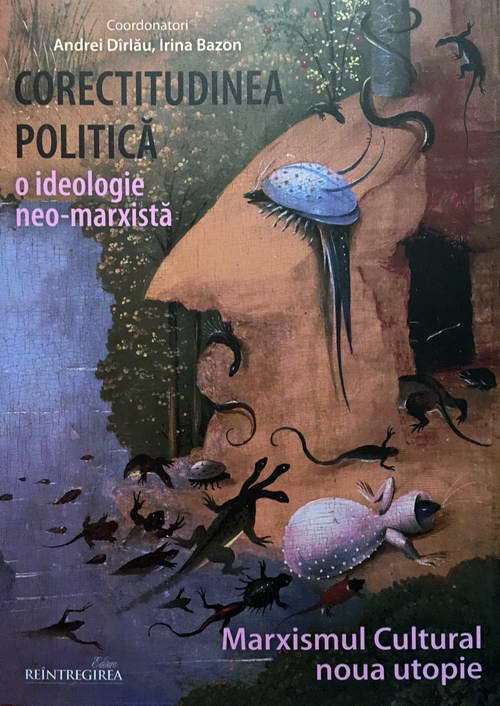 Coordonatori
Andrei Dîrlău, Irina Bazon
CORECTITUDINEA
POLITICĂ
o ideologie
neo-marxistă
Marxismul Cultural
noua utopie
Editura
REÎNTREGIREA